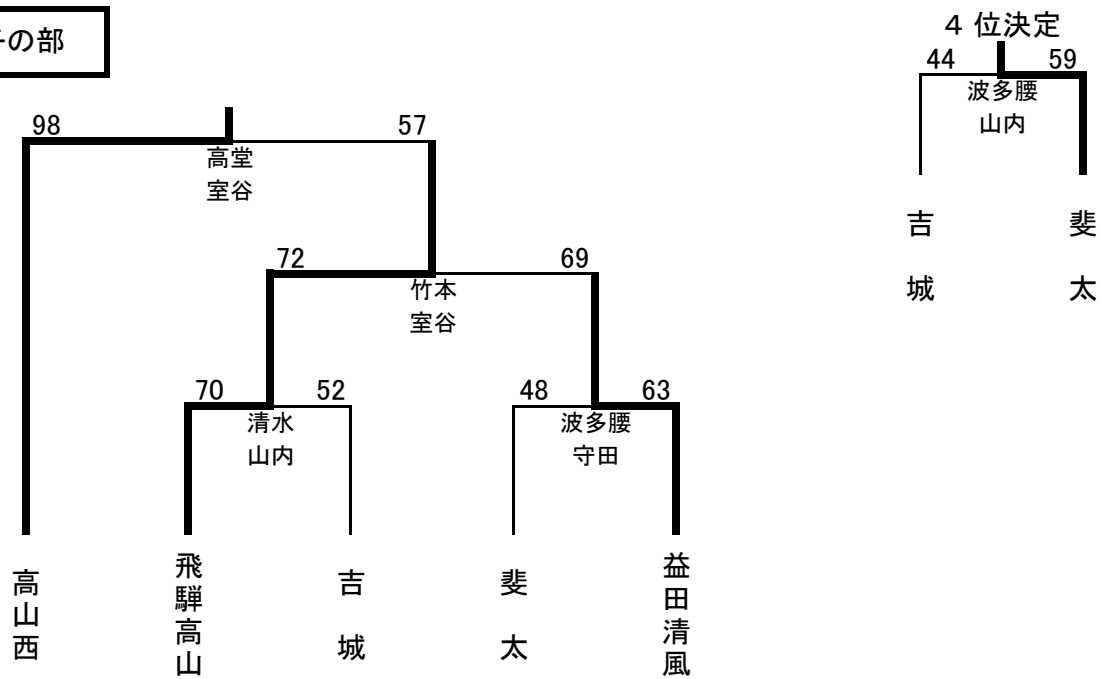 子の部
4 位決定
44 59
波多腰
山内
吉城
斐太
98 57
高堂
室谷
72 69
竹本
室谷
70 52
清水
山内
48 63
波多腰
守田
高山西
飛騨高山
吉城
斐太
益田清風